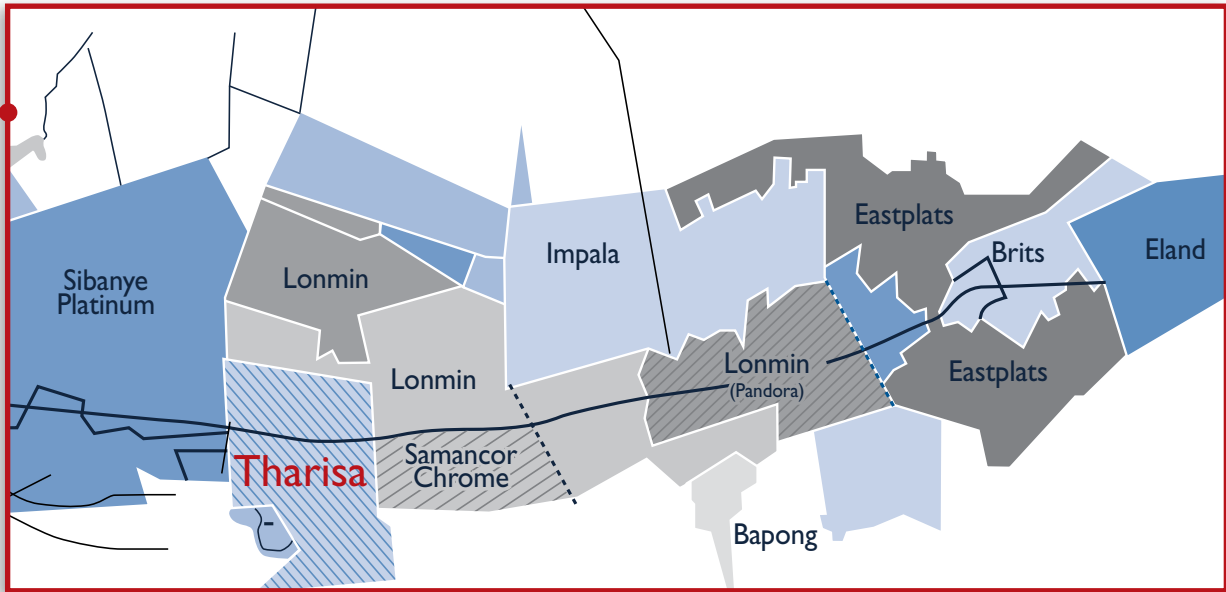 Eastplats
Impala
Brits
Eland
Sibanye
Platinum
Lonmin
Lonmin
Lonmin
(Pandora)
Eastplats
Samancor
Chrome
Tharisa
Bapong